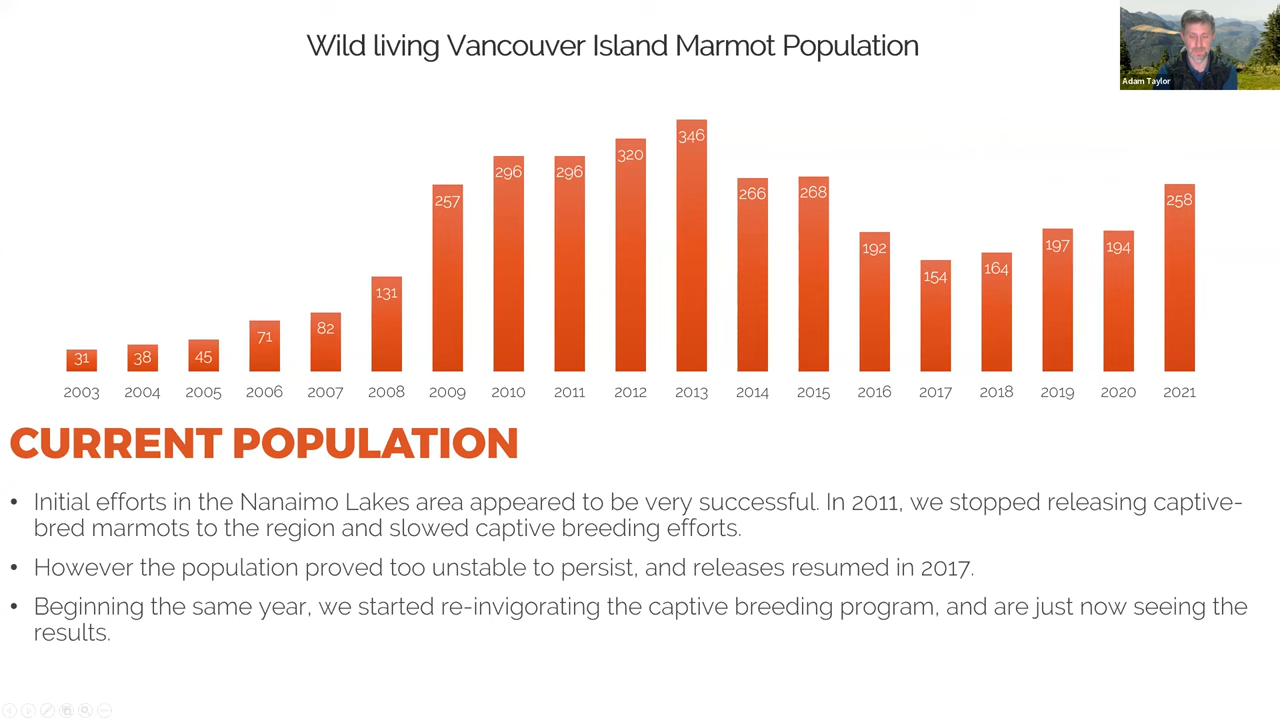 Wild living Vancouver Island Marmot Population
Adam Taylor
31 38 45 71 82 131 257 296 296 320 346 266 268 192 154 164 197 194 258
2003 2004 2005 2006 2007 2008 2009 2010 2011 2012 2013 2014 2015 2016 2017 2018 2019 2020 2021
CURRENT POPULATION
• Initial efforts in the Nanaimo Lakes area appeared to be very successful. In 2011, we stopped releasing captive-
bred marmots to the region and slowed captive breeding efforts.
• However the population proved too unstable to persist, and releases resumed in 2017.
• Beginning the same year, we started re-invigorating the captive breeding program, and are just now seeing the
results.